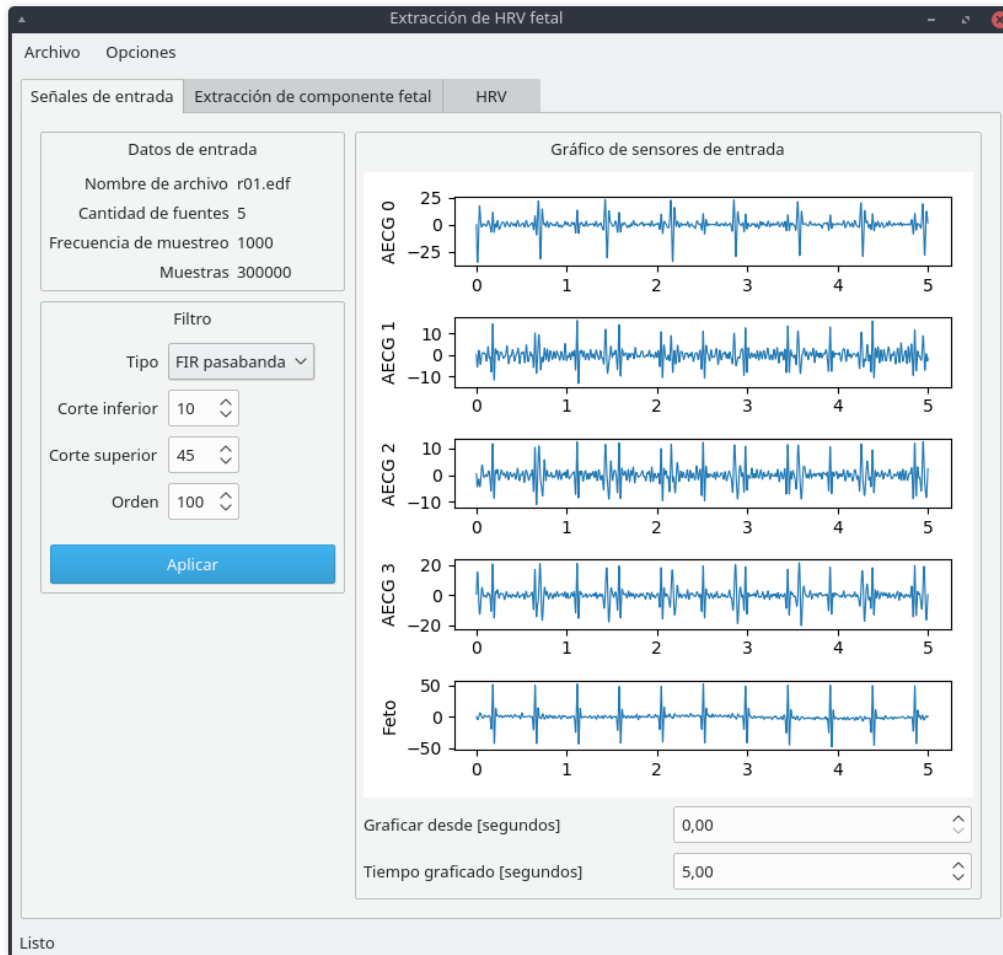 Extracción de HRV fetal
Archivo Opciones
Señales de entrada Extracción de componente fetal HRV
Datos de entrada
Nombre de archivo r01.edf
Cantidad de fuentes 5
Frecuencia de muestreo 1000
Muestras 300000
Filtro
Tipo FIR pasabanda
Corte inferior 10
Corte superior 45
Orden 100
Aplicar
Gráfico de sensores de entrada
AECG 0
25
0
−25
0 1 2 3 4 5
AECG 1
10
0
−10
0 1 2 3 4 5
AECG 2
10
0
−10
0 1 2 3 4 5
AECG 3
20
0
−20
0 1 2 3 4 5
Feto
50
0
−50
0 1 2 3 4 5
Graficar desde [segundos] 0,00
Tiempo graficado [segundos] 5,00
Listo